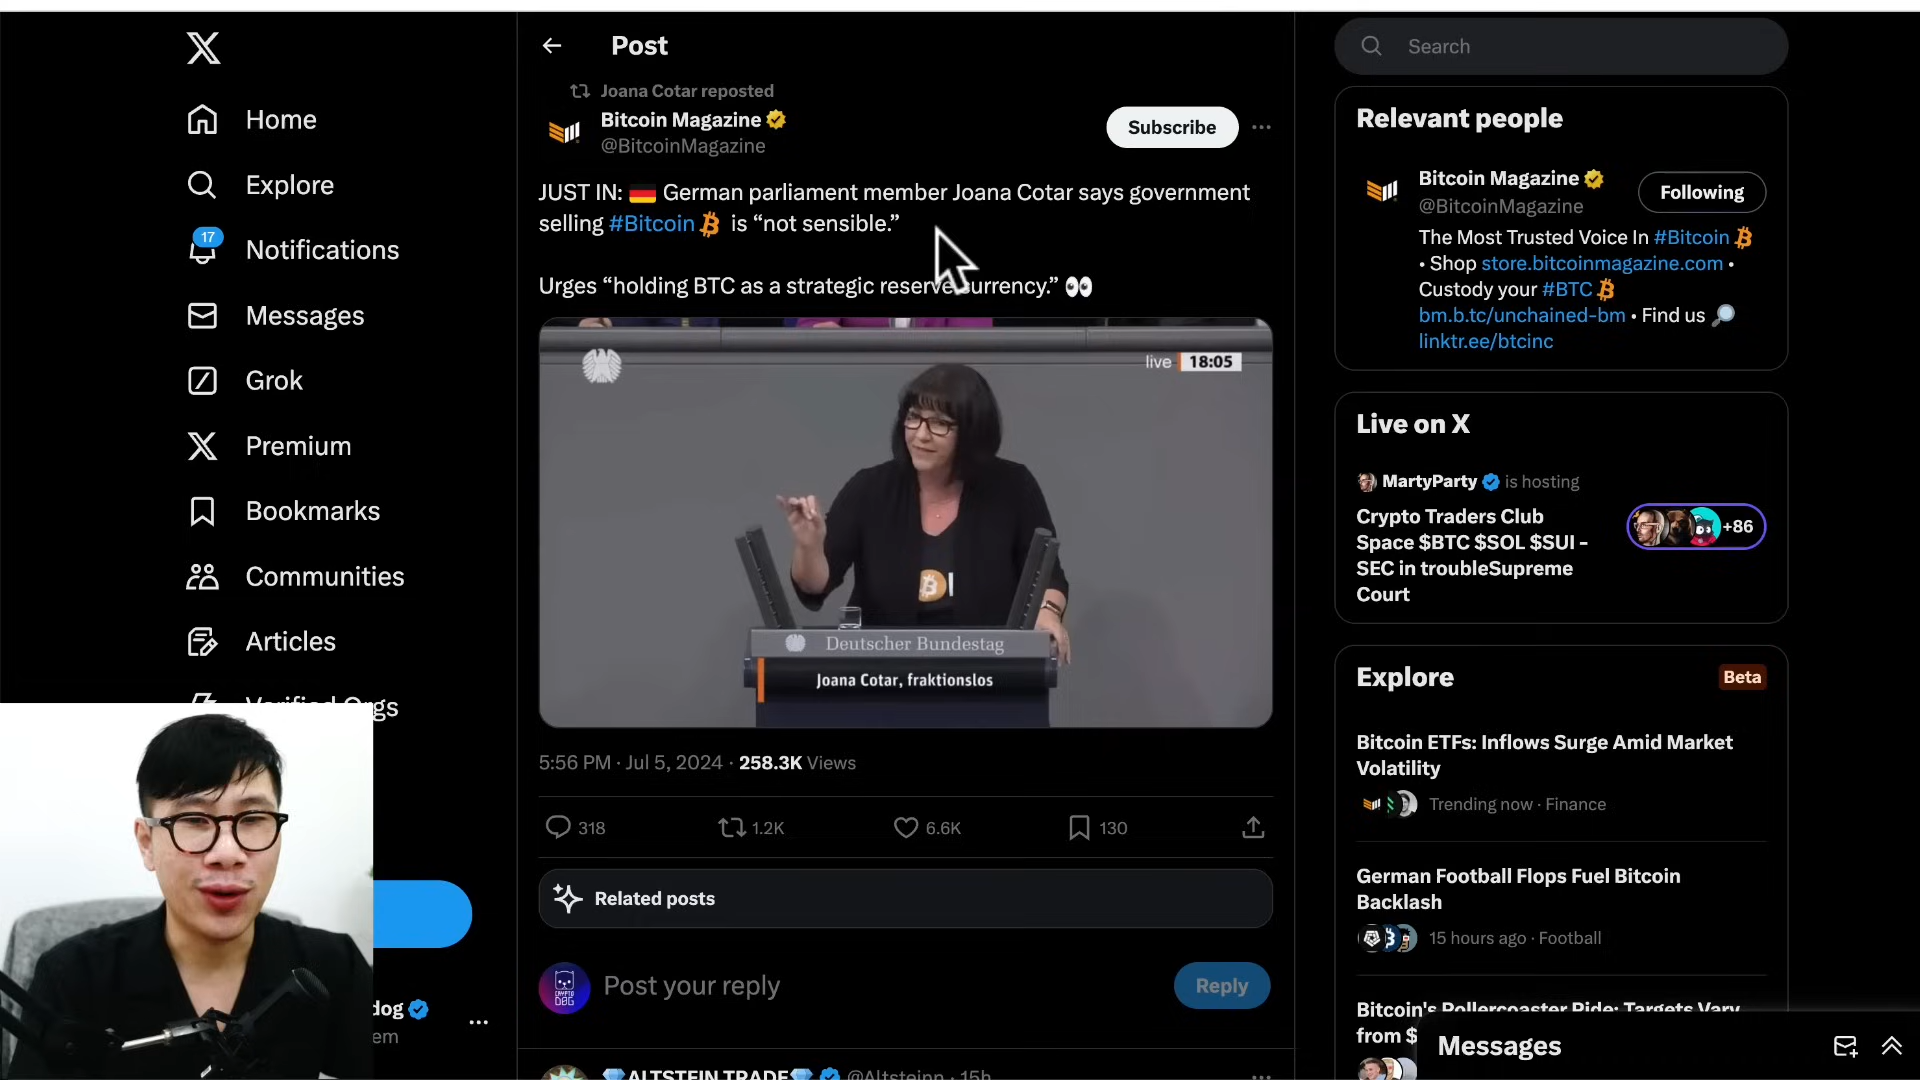 Home
Explore
17
Notifications
Messages
Grok
Premium
Bookmarks
Communities
Articles
Verified Orgs
dog
em
Post
Joana Cotar reposted
Bitcoin Magazine
@BitcoinMagazine
Subscribe
JUST IN: 🇩🇪 German parliament member Joana Cotar says government
selling #Bitcoin is “not sensible.”
Urges “holding BTC as a strategic reserve currency.” 👀
live 18:05
Deutscher Bundestag
Joana Cotar, fraktionslos
5:56 PM · Jul 5, 2024 · 258.3K Views
318 1.2K 6.6K 130
Related posts
CRYPTO
DOG
Post your reply
Reply
💎ALTSTEIN TRADE💎 @Altsteinn · 15h
Search
Relevant people
Bitcoin Magazine
@BitcoinMagazine
Following
The Most Trusted Voice In #Bitcoin
• Shop store.bitcoinmagazine.com •
Custody your #BTC
bm.b.tc/unchained-bm • Find us 🔎
linktr.ee/btcinc
Live on X
MartyParty is hosting
Crypto Traders Club
Space $BTC $SOL $SUI -
SEC in troubleSupreme
Court
+86
Explore
Beta
Bitcoin ETFs: Inflows Surge Amid Market
Volatility
Trending now · Finance
German Football Flops Fuel Bitcoin
Backlash
15 hours ago · Football
Bitcoin's Rollercoaster Ride: Targets Vary
from $
Messages